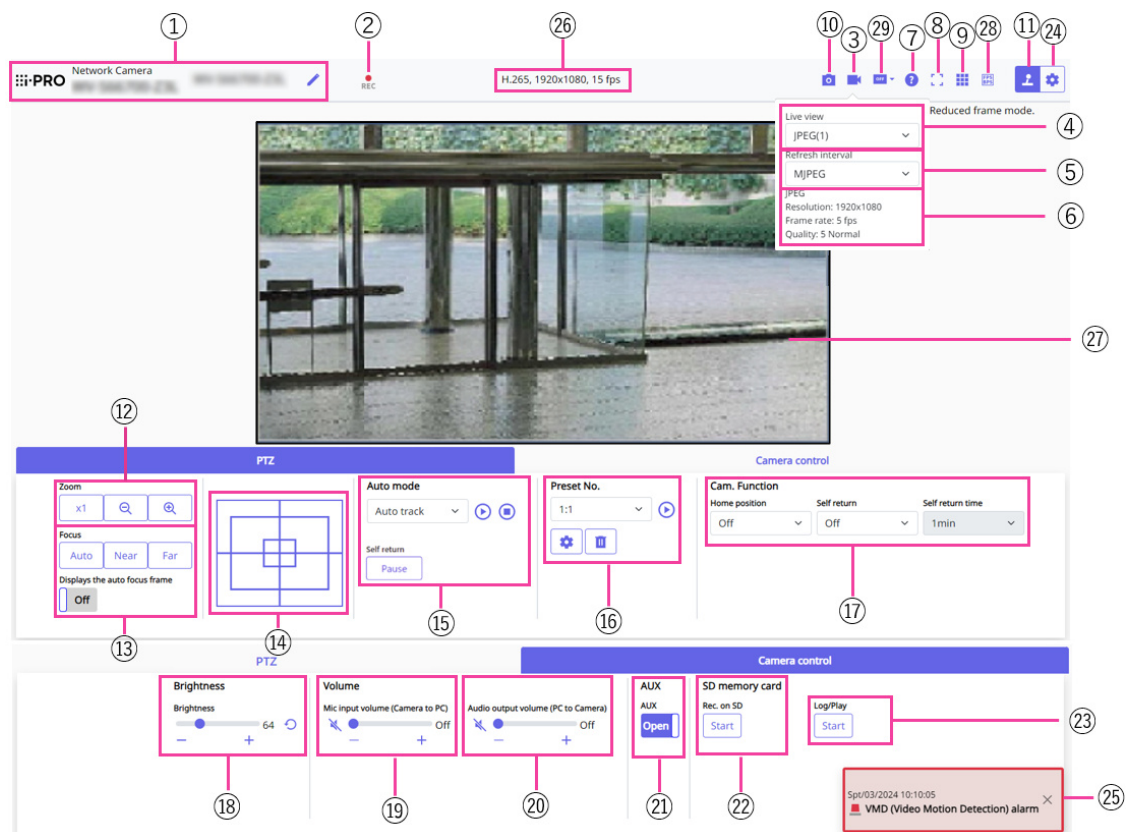 ① ② ㉖ ⑩ ③ ㉙ ⑦ ⑧ ⑨ ㉘ ⑪ ㉔
i-PRO Network Camera
REC
H.265, 1920x1080, 15 fps
OFF
GPS
GPS
Reduced frame mode.
Live view
JPEG(1)
④
Refresh interval
MJPEG
⑤
JPEG
Resolution: 1920x1080
Frame rate: 5 fps
Quality: 5 Normal
⑥
㉗
⑫
PTZ
Camera control
Zoom
x1
Focus
Auto Near Far
Displays the auto focus frame
Off
Auto mode
Auto track
Self return
Pause
Preset No.
1:1
Cam. Function
Home position Self return Self return time
Off Off 1min
⑬ ⑭ ⑮ ⑯ ⑰
PTZ
Camera control
Brightness
Brightness
64
− +
Volume
Mic input volume (Camera to PC)
Off
− +
Audio output volume (PC to Camera)
Off
− +
AUX
AUX
Open
SD memory card
Rec. on SD
Start
Log/Play
Start
㉓
⑱ ⑲ ⑳ ㉑ ㉒
Spt/03/2024 10:10:05
VMD (Video Motion Detection) alarm
㉕